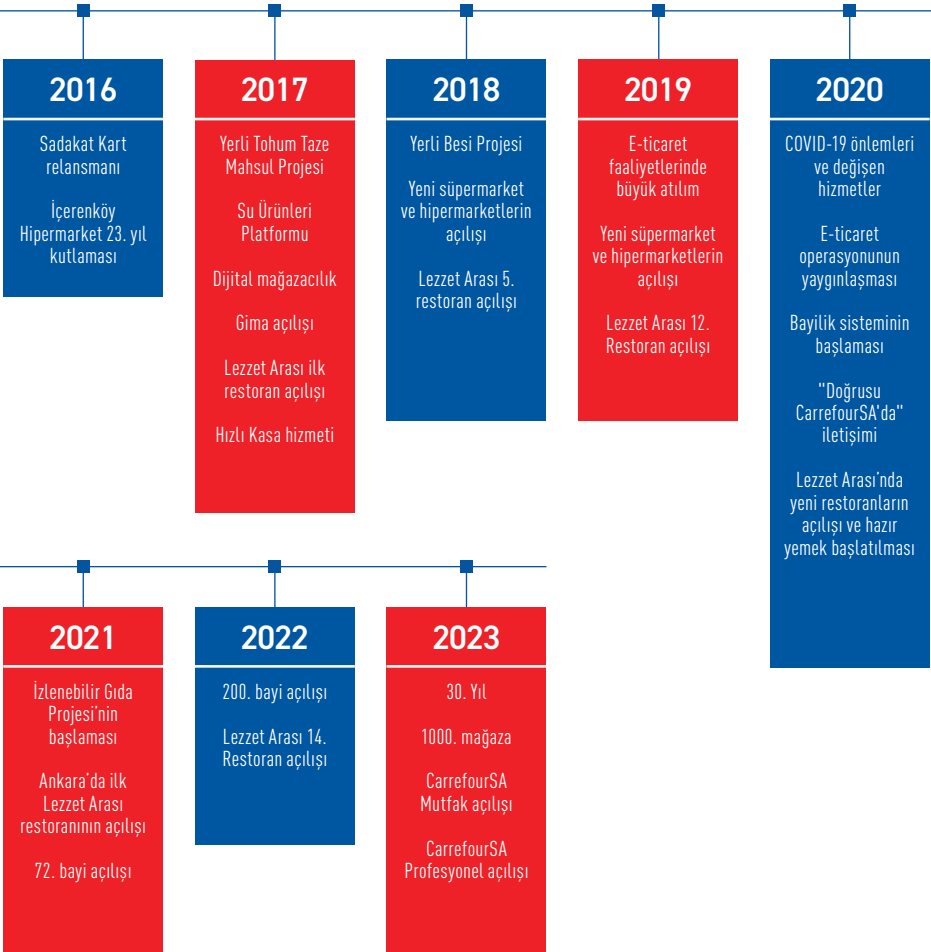 2016
Sadakat Kart
relansmanı
İçerenköy
Hipermarket 23. yıl
kutlaması
2017
Yerli Tohum Taze
Mahsul Projesi
Su Ürünleri
Platformu
Dijital mağazacılık
Gima açılışı
Lezzet Arası ilk
restoran açılışı
Hızlı Kasa hizmeti
2018
Yerli Besi Projesi
Yeni süpermarket
ve hipermarketlerin
açılışı
Lezzet Arası 5.
restoran açılışı
2019
E-ticaret
faaliyetlerinde
büyük atılım
Yeni süpermarket
ve hipermarketlerin
açılışı
Lezzet Arası 12.
Restoran açılışı
2020
COVID-19 önlemleri
ve değişen
hizmetler
E-ticaret
operasyonunun
yaygınlaşması
Bayilik sisteminin
başlaması
"Doğrusu
CarrefourSA'da"
iletişimi
Lezzet Arası'nda
yeni restoranların
açılışı ve hazır
yemek başlatılması
2021
İzlenebilir Gıda
Projesi'nin
başlaması
Ankara'da ilk
Lezzet Arası
restoranının açılışı
72. bayi açılışı
2022
200. bayi açılışı
Lezzet Arası 14.
Restoran açılışı
2023
30. Yıl
1000. mağaza
CarrefourSA
Mutfak açılışı
CarrefourSA
Profesyonel açılışı